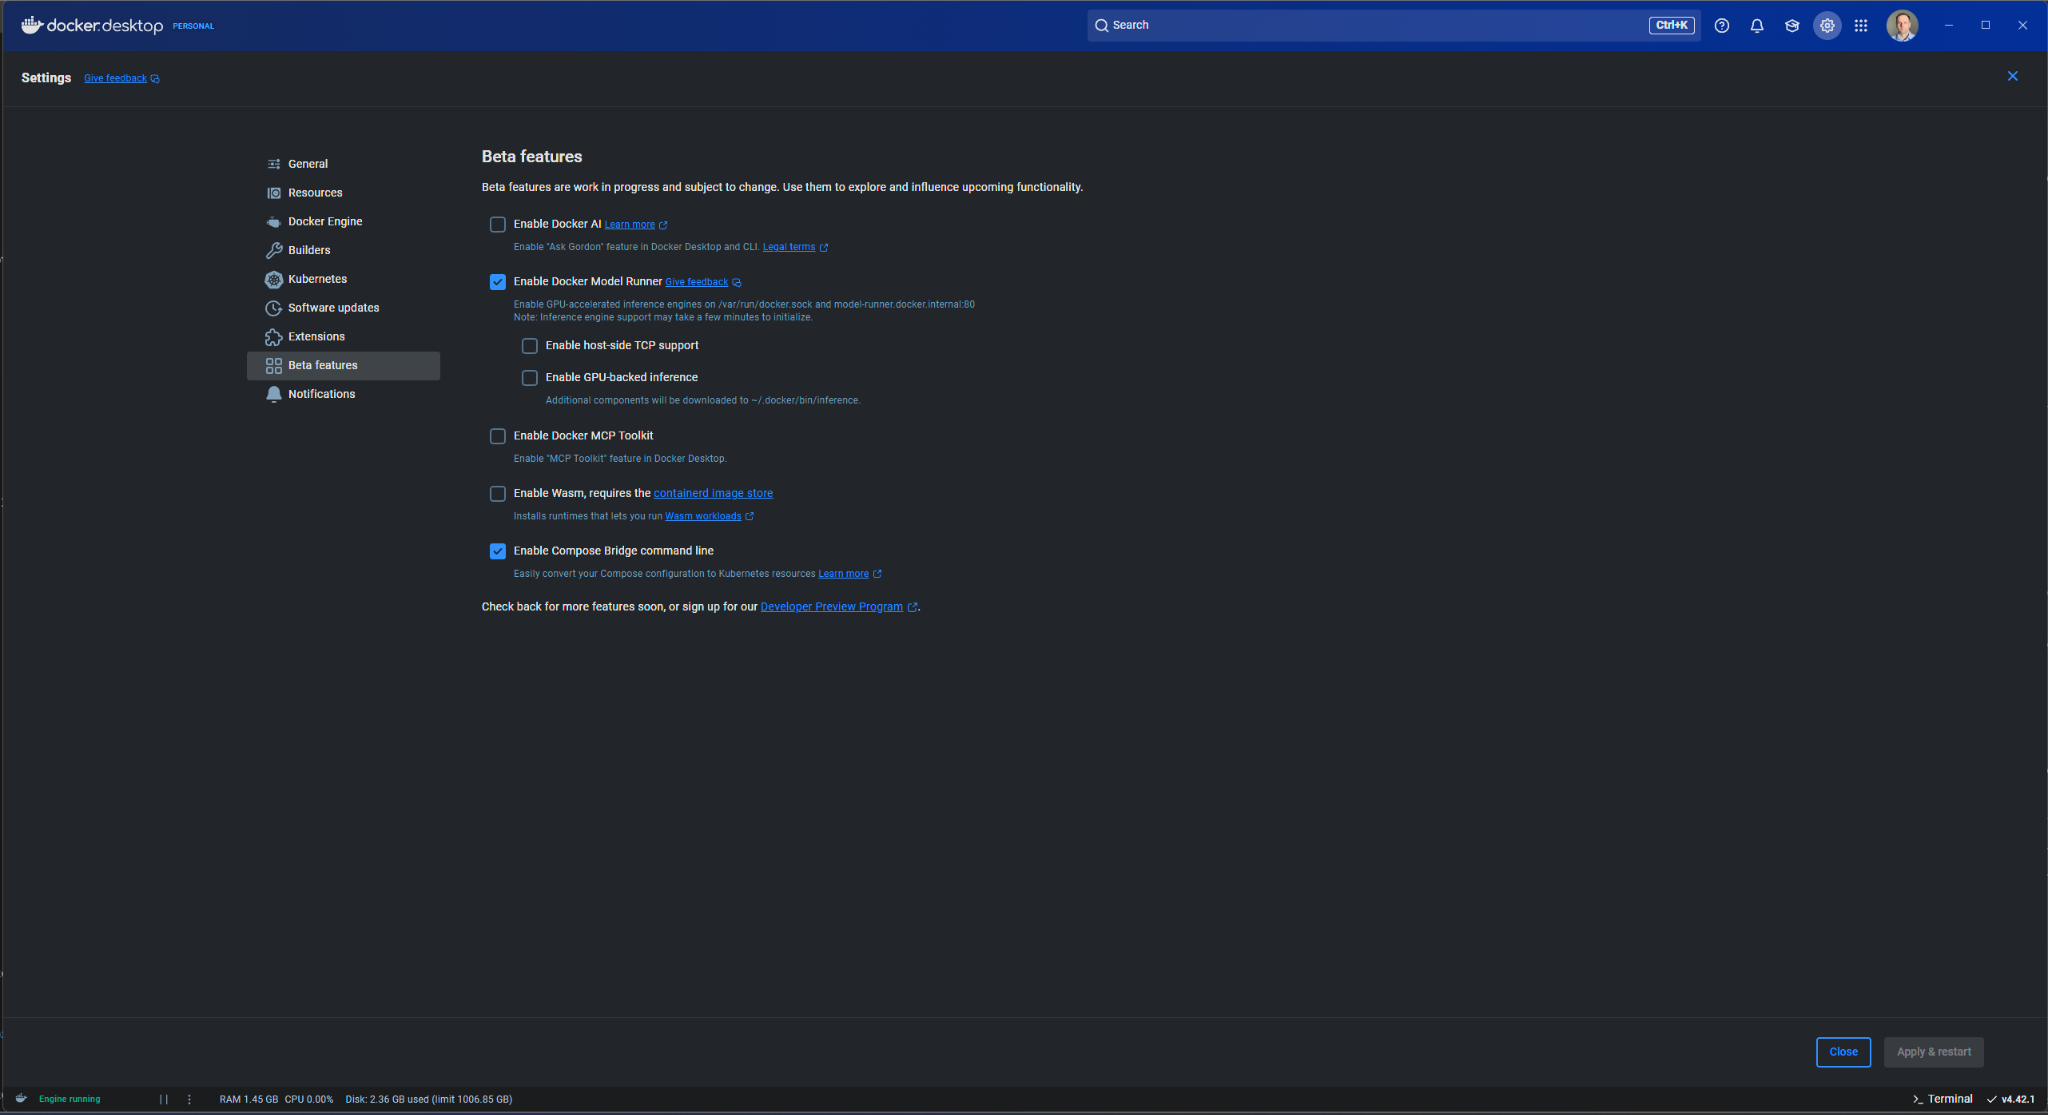 docker.desktop PERSONAL
Search Ctrl+K
Settings Give feedback
General
Resources
Docker Engine
Builders
Kubernetes
Software updates
Extensions
Beta features
Notifications
Beta features
Beta features are work in progress and subject to change. Use them to explore and influence upcoming functionality.
Enable Docker AI Learn more
Enable "Ask Gordon" feature in Docker Desktop and CLI. Legal terms
Enable Docker Model Runner Give feedback
Enable GPU-accelerated inference engines on /var/run/docker.sock and model-runner.docker.internal:80
Note: Inference engine support may take a few minutes to initialize.
Enable host-side TCP support
Enable GPU-backed inference
Additional components will be downloaded to ~/.docker/bin/inference.
Enable Docker MCP Toolkit
Enable "MCP Toolkit" feature in Docker Desktop.
Enable Wasm, requires the containerd image store
Installs runtimes that lets you run Wasm workloads
Enable Compose Bridge command line
Easily convert your Compose configuration to Kubernetes resources Learn more
Check back for more features soon, or sign up for our Developer Preview Program.
Close Apply & restart
Engine running RAM 1.45 GB CPU 0.00% Disk: 2.36 GB used (limit 1006.85 GB) >_ Terminal v4.42.1